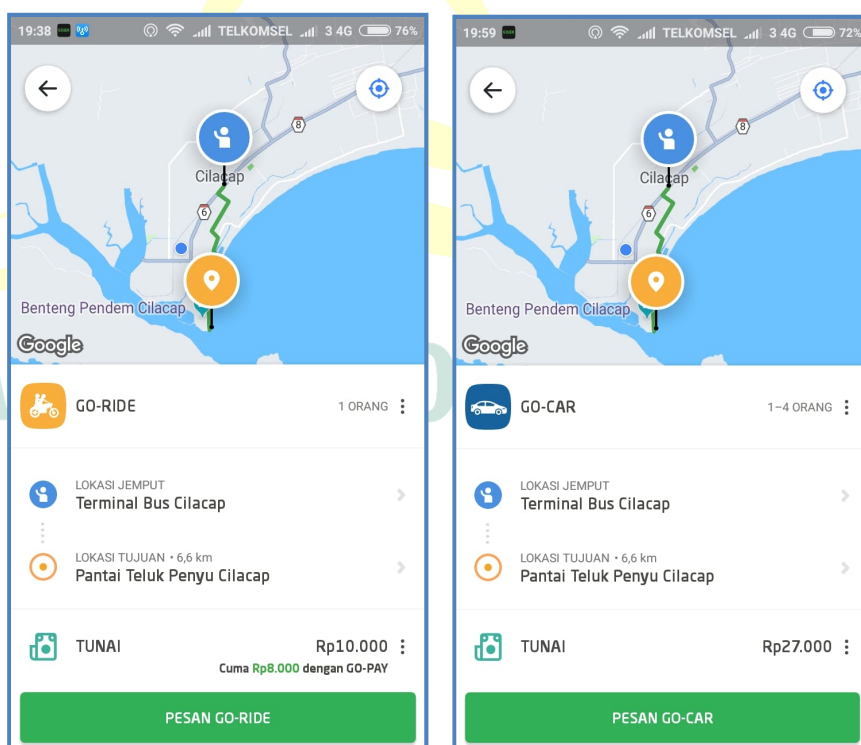 19:38
TELKOMSEL
3 4G
76%
8
Cilacap
6
Benteng Pendem Cilacap
Google
GO-RIDE
1 ORANG
LOKASI JEMPUT
Terminal Bus Cilacap
LOKASI TUJUAN • 6,6 km
Pantai Teluk Penyu Cilacap
TUNAI
Rp10.000
Cuma Rp8.000 dengan GO-PAY
PESAN GO-RIDE
19:59
TELKOMSEL
3 4G
72%
8
Cilacap
6
Benteng Pendem Cilacap
Google
GO-CAR
1–4 ORANG
LOKASI JEMPUT
Terminal Bus Cilacap
LOKASI TUJUAN • 6,6 km
Pantai Teluk Penyu Cilacap
TUNAI
Rp27.000
PESAN GO-CAR